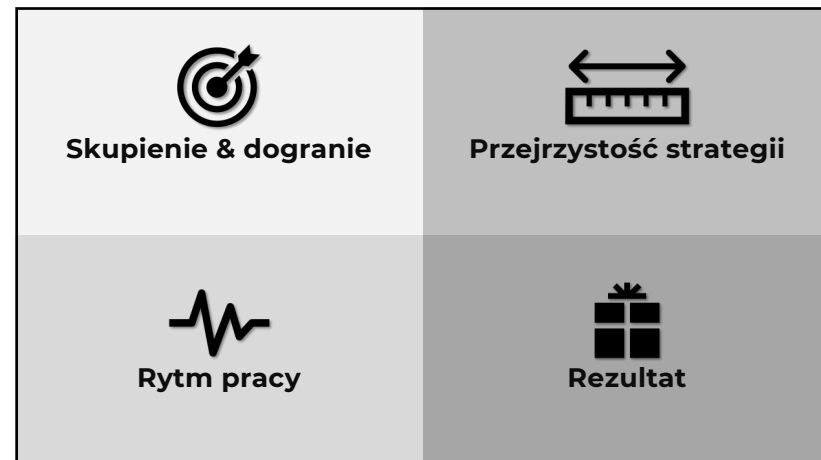 Skupienie & dogranie
Przejrzystość strategii
Rytm pracy
Rezultat